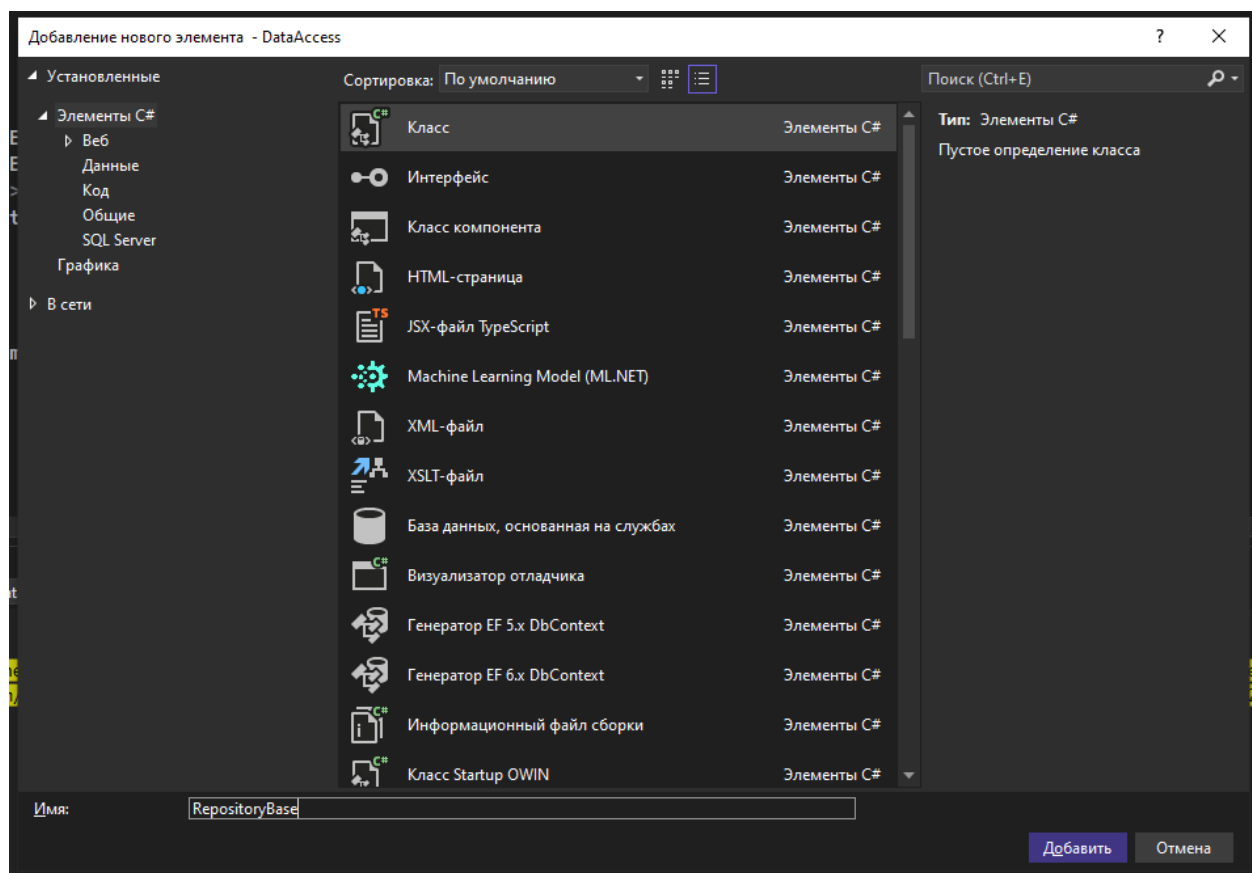 Добавление нового элемента - DataAccess
?
Установленные
Сортировка: По умолчанию
Поиск (Ctrl+E)
Элементы C#
Веб
Данные
Код
Общие
SQL Server
Графика
В сети
C# Класс Элементы C#
Интерфейс Элементы C#
Класс компонента Элементы C#
HTML-страница Элементы C#
TS JSX-файл TypeScript Элементы C#
Machine Learning Model (ML.NET) Элементы C#
XML-файл Элементы C#
XSLT-файл Элементы C#
База данных, основанная на службах Элементы C#
C# Визуализатор отладчика Элементы C#
Генератор EF 5.x DbContext Элементы C#
Генератор EF 6.x DbContext Элементы C#
C# Информационный файл сборки Элементы C#
C# Класс Startup OWIN Элементы C#
Тип: Элементы C#
Пустое определение класса
Имя: RepositoryBase
Добавить Отмена